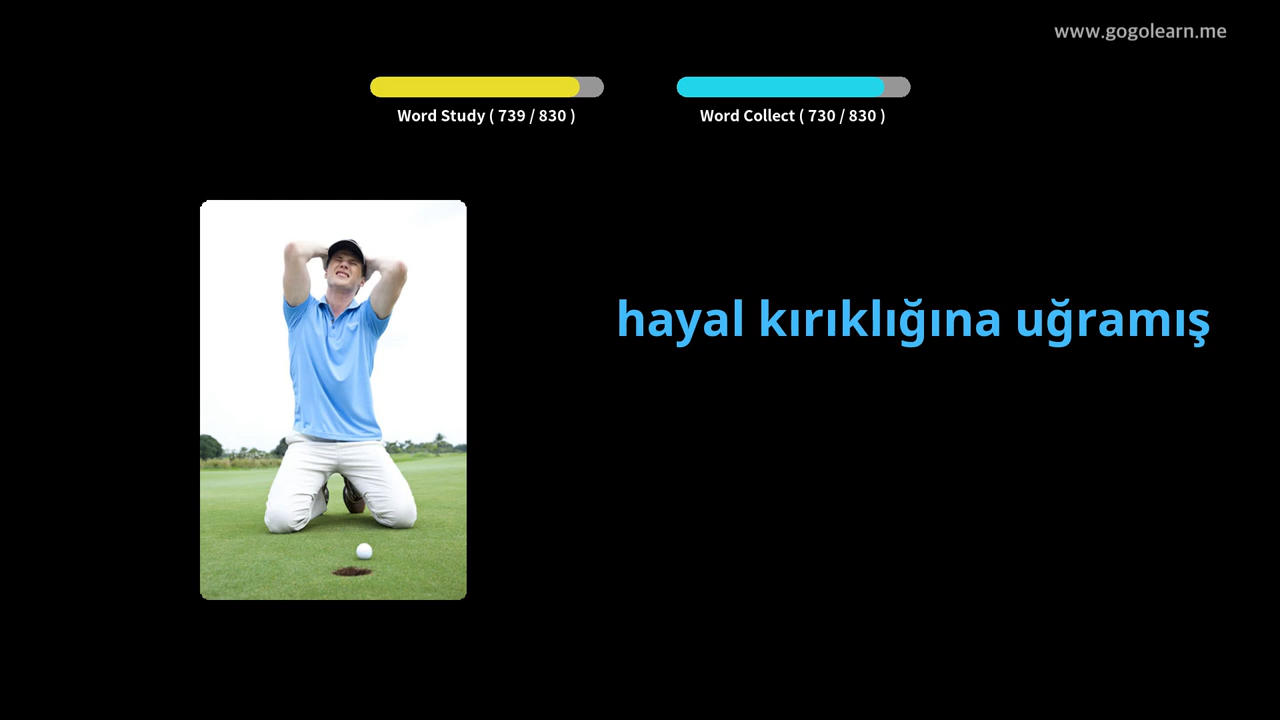 www.gogolearn.me
Word Study ( 739 / 830 )
Word Collect ( 730 / 830 )
hayal kırıklığına uğramış